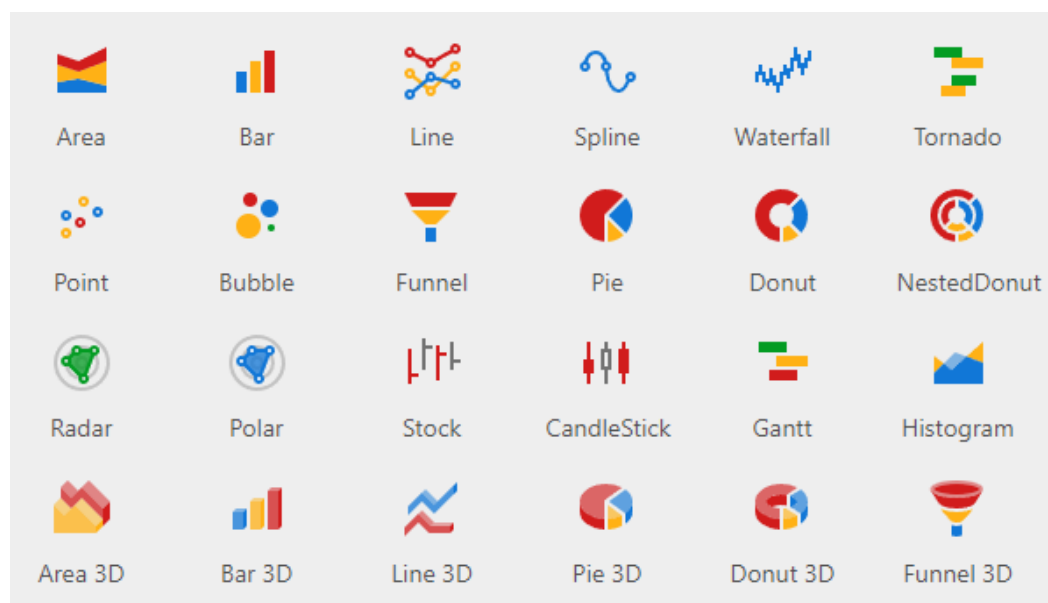 Area Bar Line Spline Waterfall Tornado
Point Bubble Funnel Pie Donut NestedDonut
Radar Polar Stock CandleStick Gantt Histogram
Area 3D Bar 3D Line 3D Pie 3D Donut 3D Funnel 3D